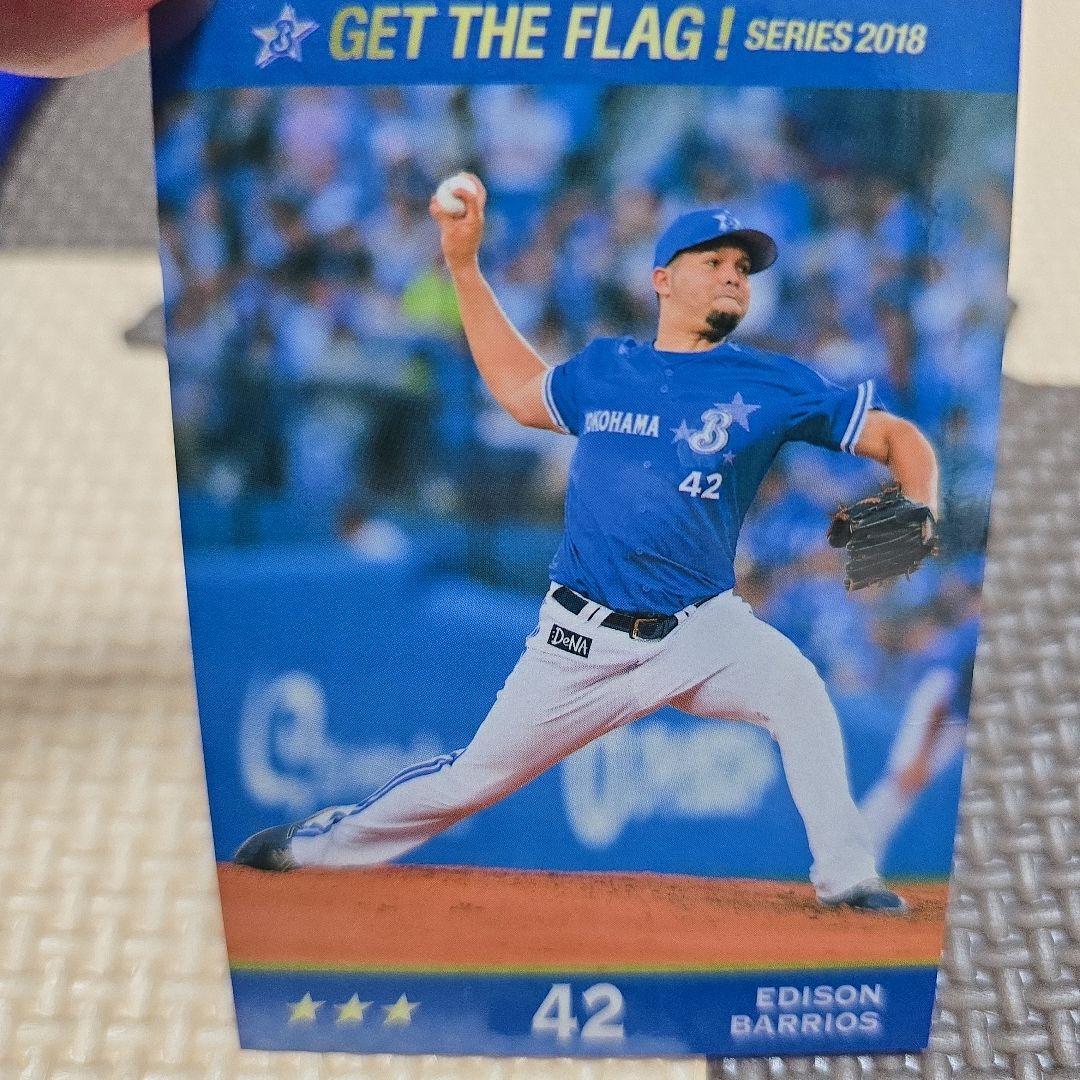 B GET THE FLAG! SERIES 2018
YOKOHAMA
B
42
DeNA
42
EDISON
BARRIOS